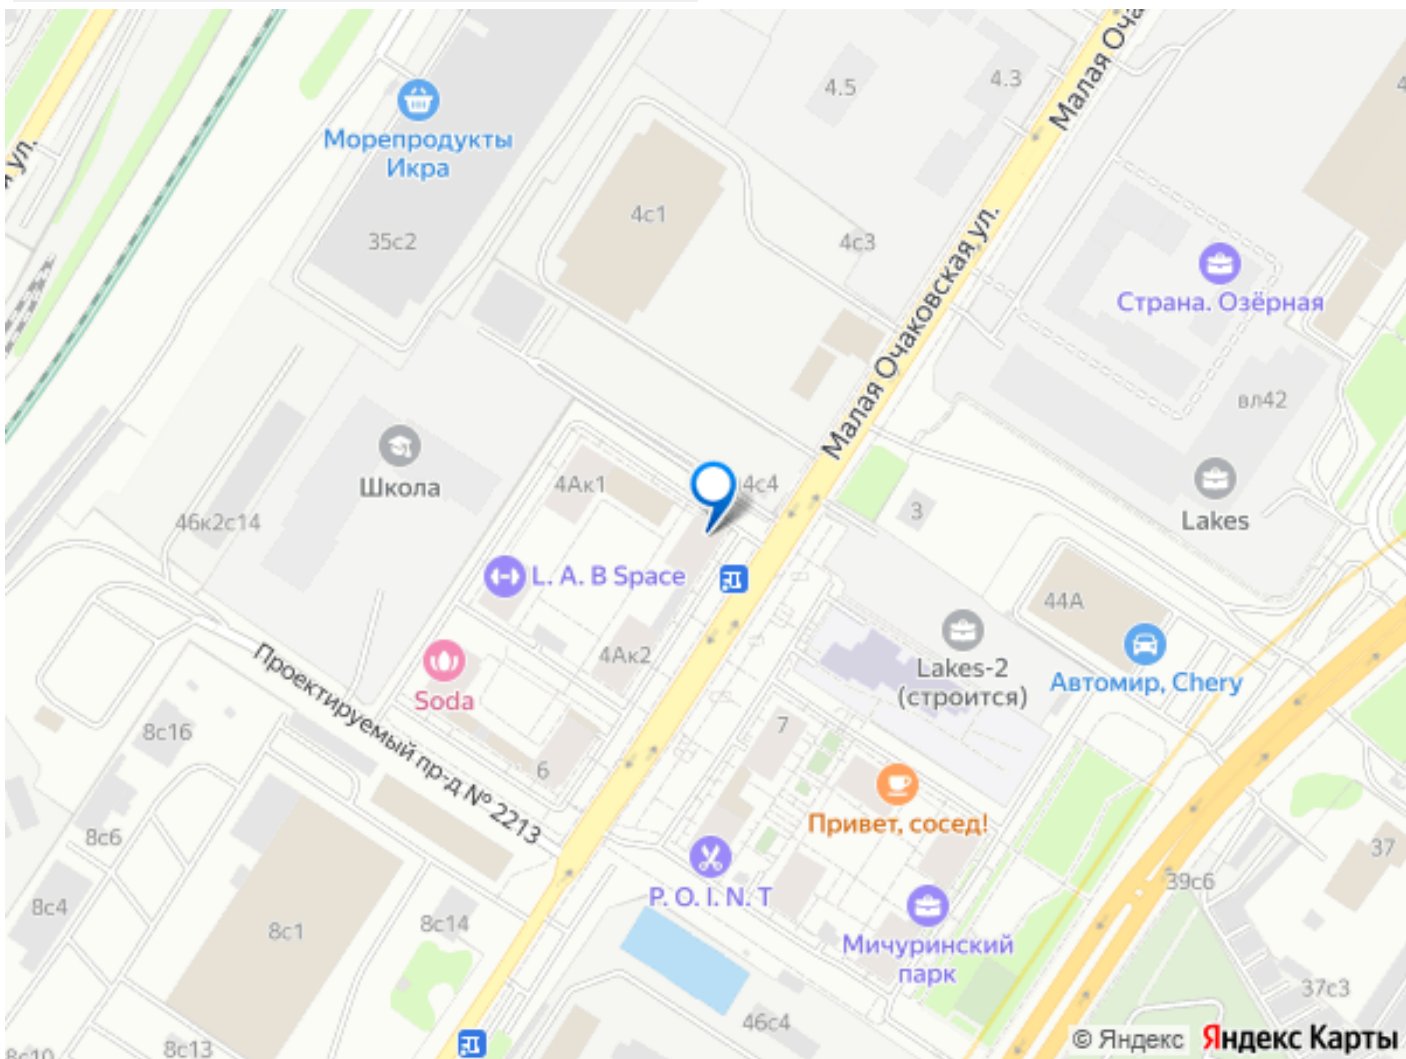 Малая Оча
4.5
4.3
Морепродукты
Икра
ул.
4с1
4с3
35с2
Малая Очаковская ул.
Страна. Озёрная
вл42
Школа
4Ак1
4с4
46к2с14
3
Lakes
L. A. B Space
44А
Lakes-2
(строится)
Автомир, Chery
4Ак2
Soda
Проектируемый пр-д № 2213
8с16
7
6
Привет, сосед!
8с6
37
P. O. I. N. T
39с6
8с4
8с14
8с1
Мичуринский
парк
37с3
46с4
8с13
8с10
© Яндекс Яндекс Карты